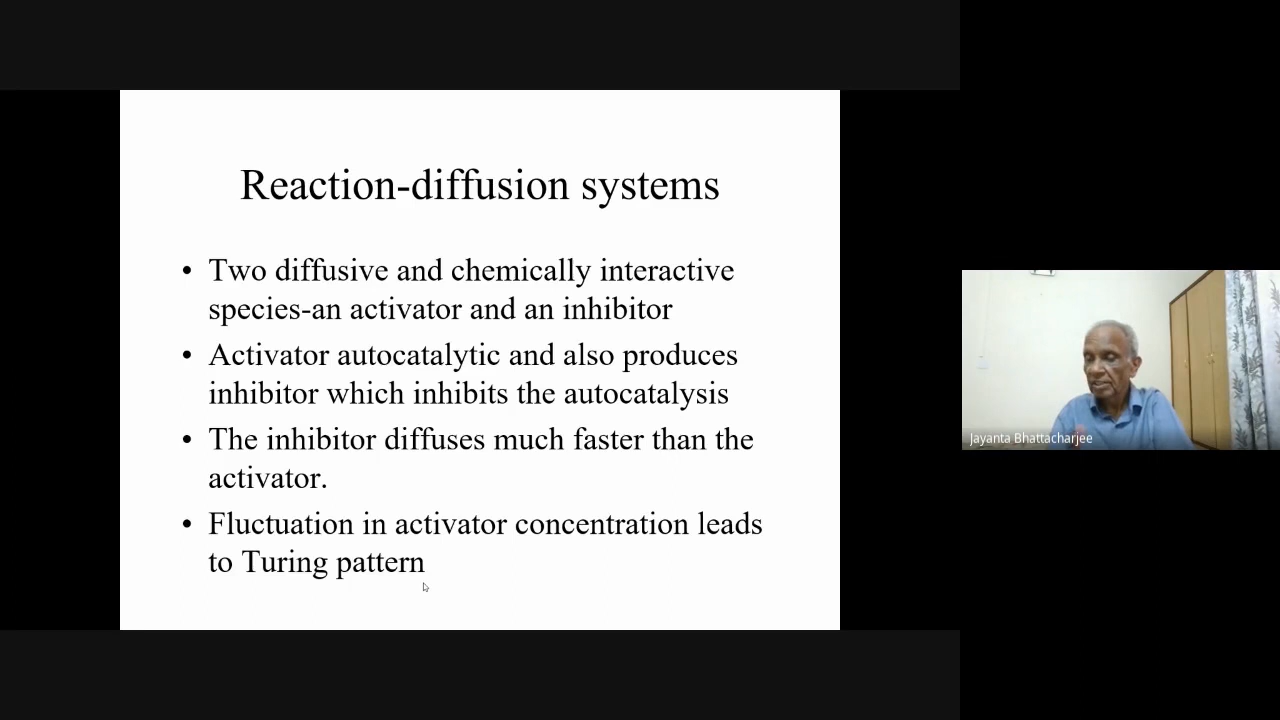 Reaction-diffusion systems
• Two diffusive and chemically interactive
species-an activator and an inhibitor
• Activator autocatalytic and also produces
inhibitor which inhibits the autocatalysis
• The inhibitor diffuses much faster than the
activator.
• Fluctuation in activator concentration leads
to Turing pattern
Jayanta Bhattacharjee